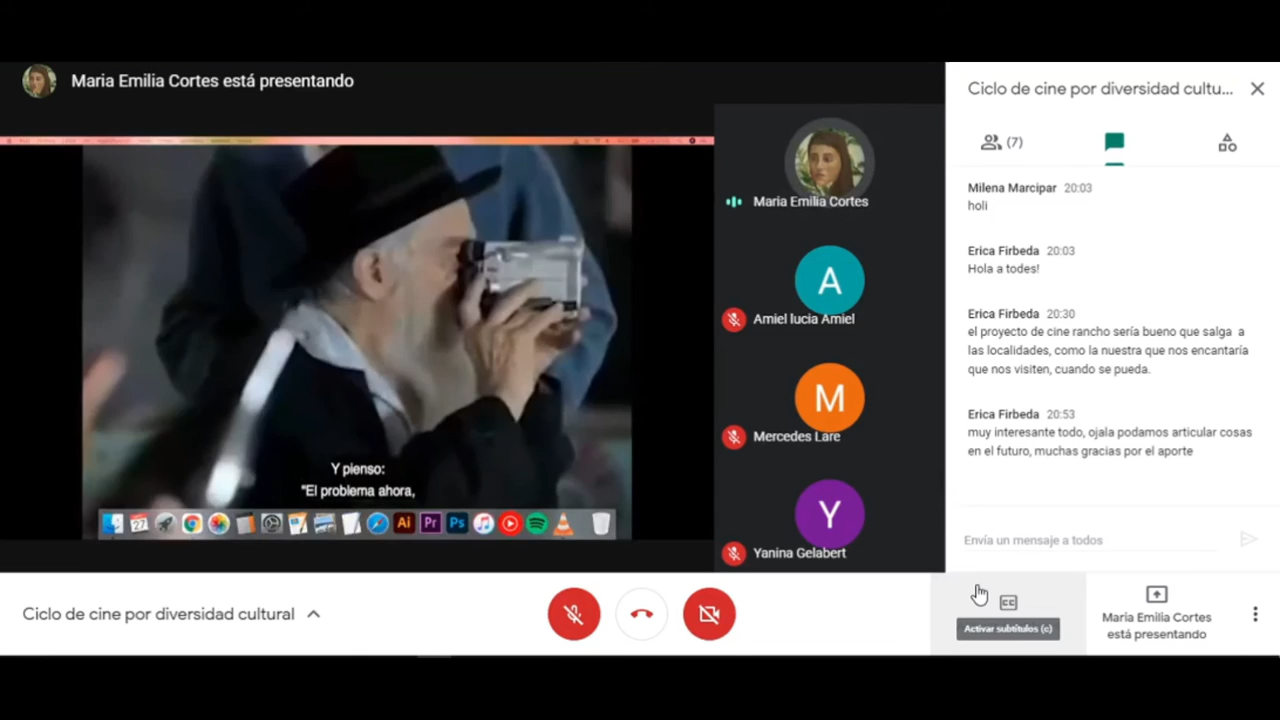 Maria Emilia Cortes está presentando
Y pienso:
"El problema ahora,
27
Ai
Pr
Ps
Maria Emilia Cortes
A
Amiel lucia Amiel
M
Mercedes Lare
Y
Yanina Gelabert
Ciclo de cine por diversidad cultu...
(7)
Milena Marcipar 20:03
holi
Erica Firbeda 20:03
Hola a todes!
Erica Firbeda 20:30
el proyecto de cine rancho sería bueno que salga a
las localidades, como la nuestra que nos encantaría
que nos visiten, cuando se pueda.
Erica Firbeda 20:53
muy interesante todo, ojala podamos articular cosas
en el futuro, muchas gracias por el aporte
Envía un mensaje a todos
Ciclo de cine por diversidad cultural
CC
Activar subtítulos (c)
Maria Emilia Cortes
está presentando